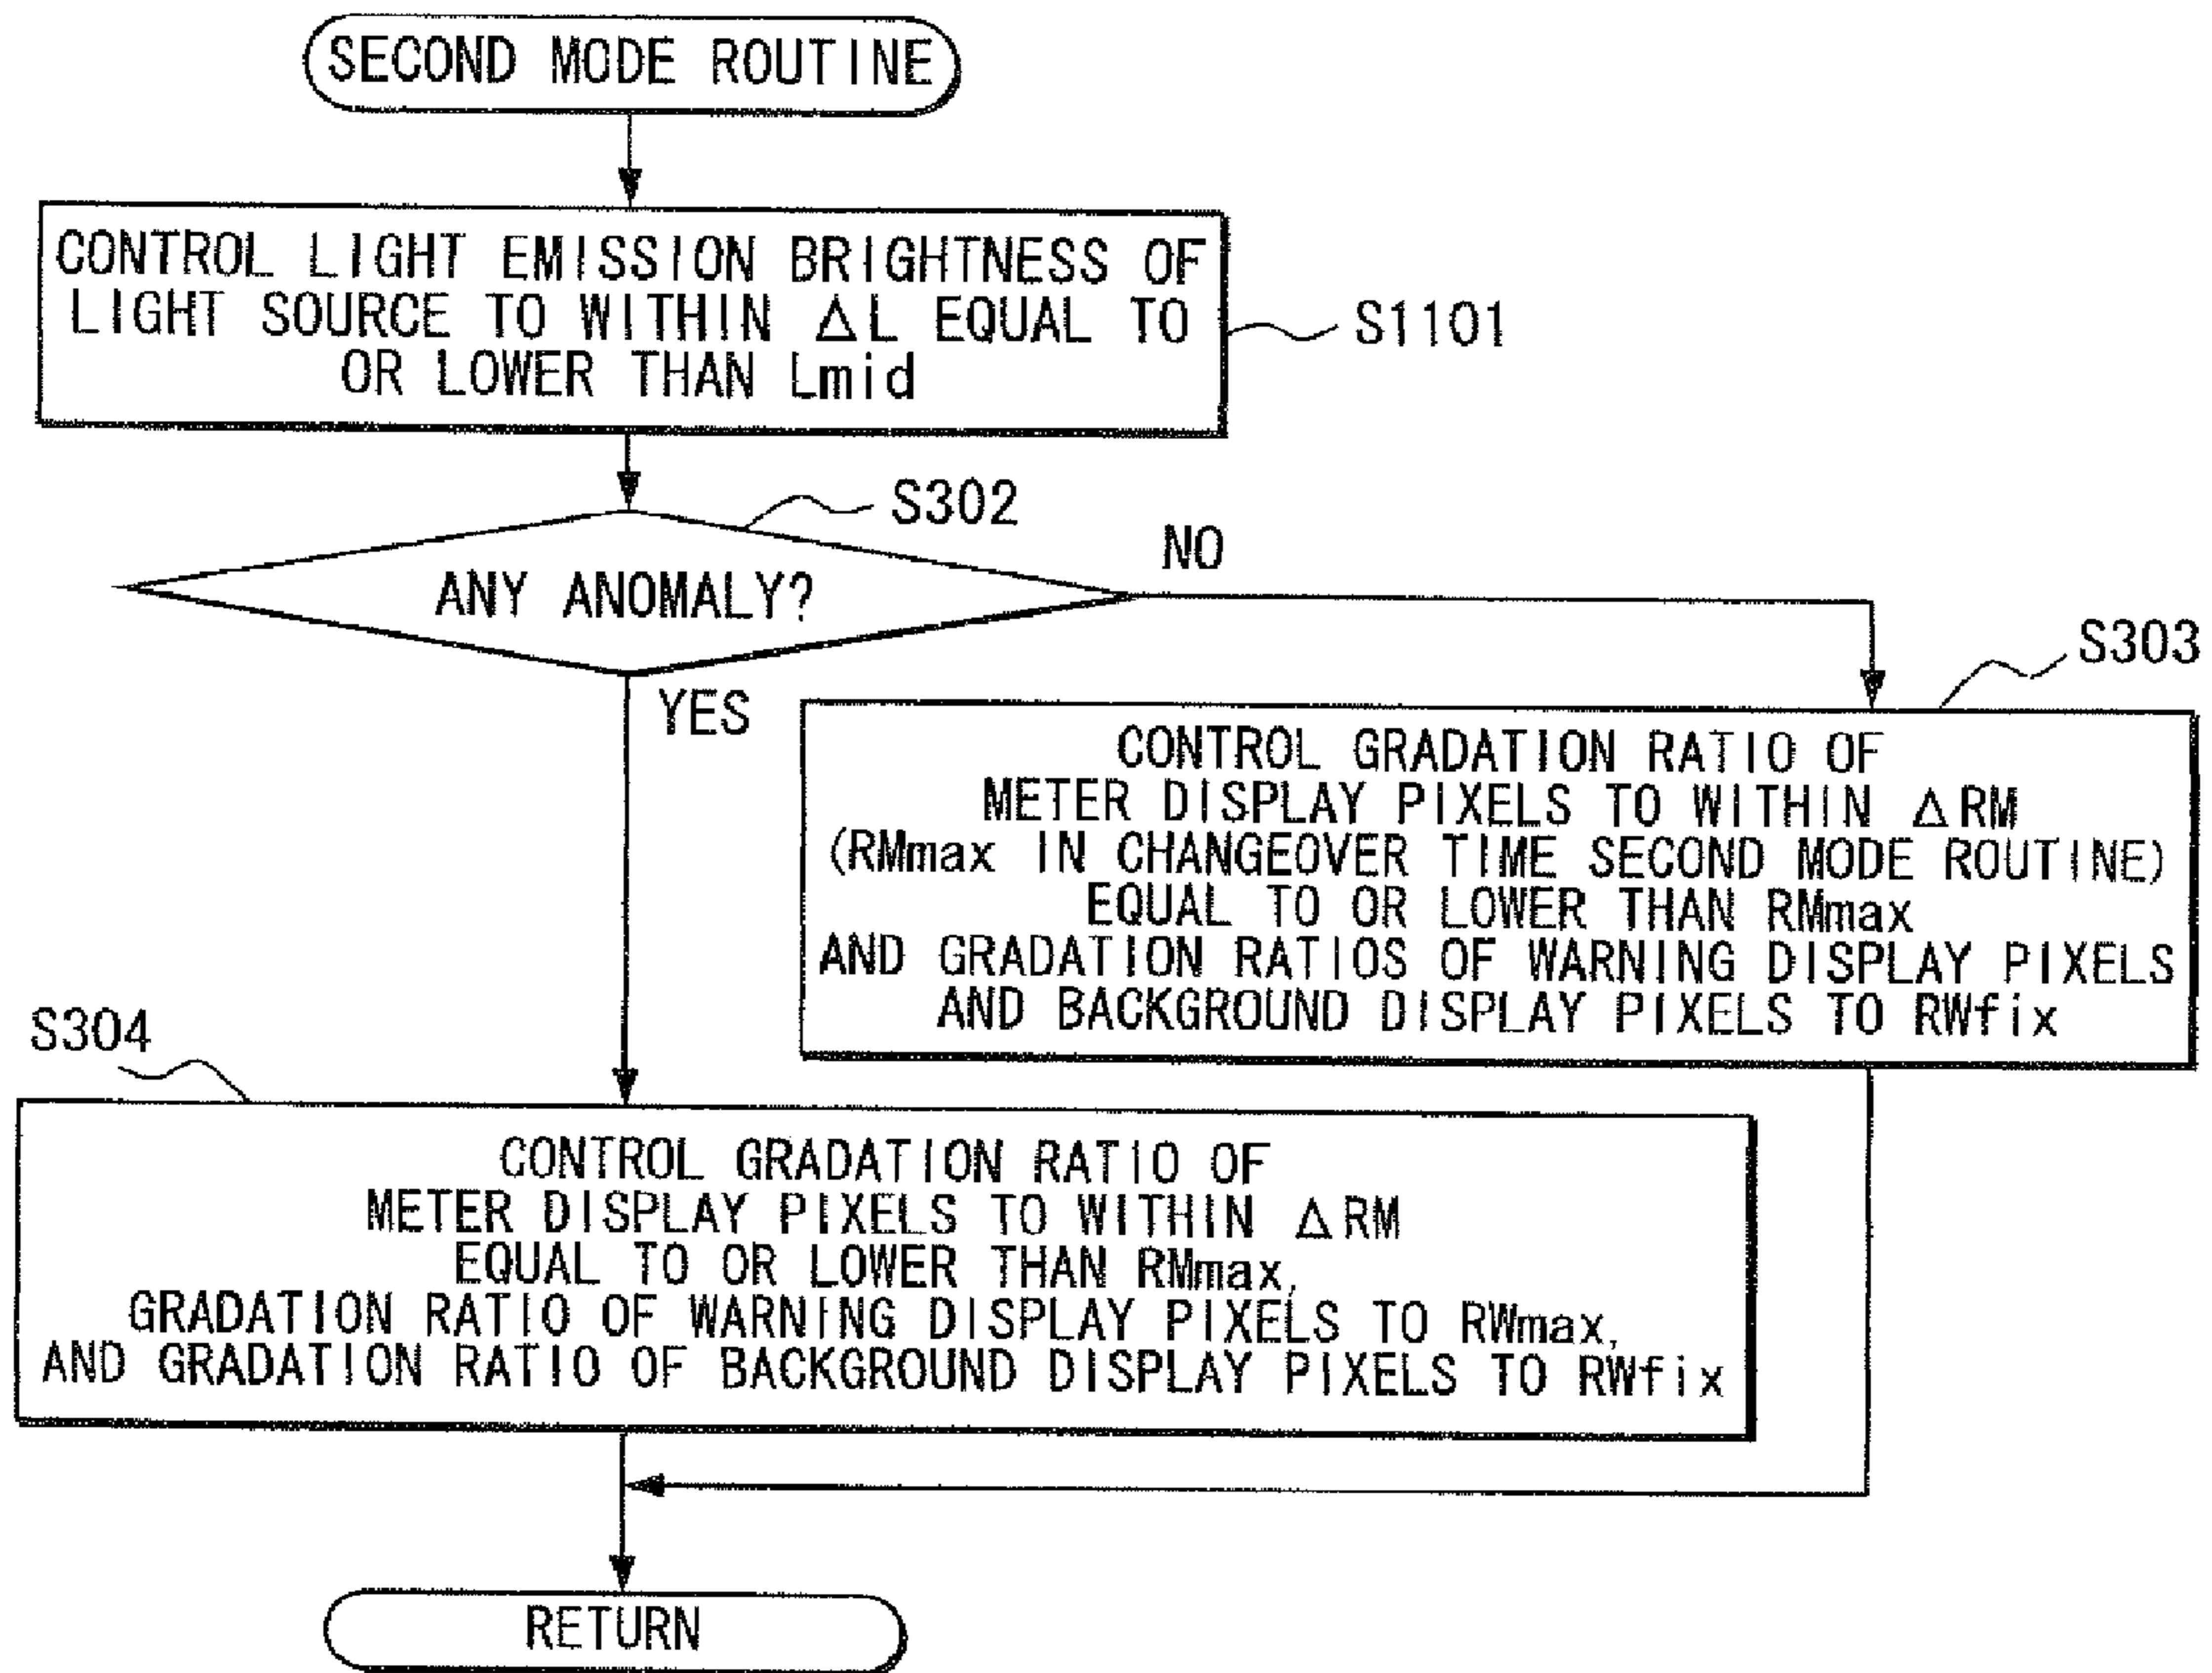 SECOND MODE ROUTINE
CONTROL LIGHT EMISSION BRIGHTNESS OF
LIGHT SOURCE TO WITHIN ΔL EQUAL TO
OR LOWER THAN Lmid
S1101
S302
ANY ANOMALY?
NO
YES
S303
CONTROL GRADATION RATIO OF
METER DISPLAY PIXELS TO WITHIN ΔRM
(RMmax IN CHANGEOVER TIME SECOND MODE ROUTINE)
EQUAL TO OR LOWER THAN RMmax
AND GRADATION RATIOS OF WARNING DISPLAY PIXELS
AND BACKGROUND DISPLAY PIXELS TO RWfix
S304
CONTROL GRADATION RATIO OF
METER DISPLAY PIXELS TO WITHIN ΔRM
EQUAL TO OR LOWER THAN RMmax,
GRADATION RATIO OF WARNING DISPLAY PIXELS TO RWmax,
AND GRADATION RATIO OF BACKGROUND DISPLAY PIXELS TO RWfix
RETURN